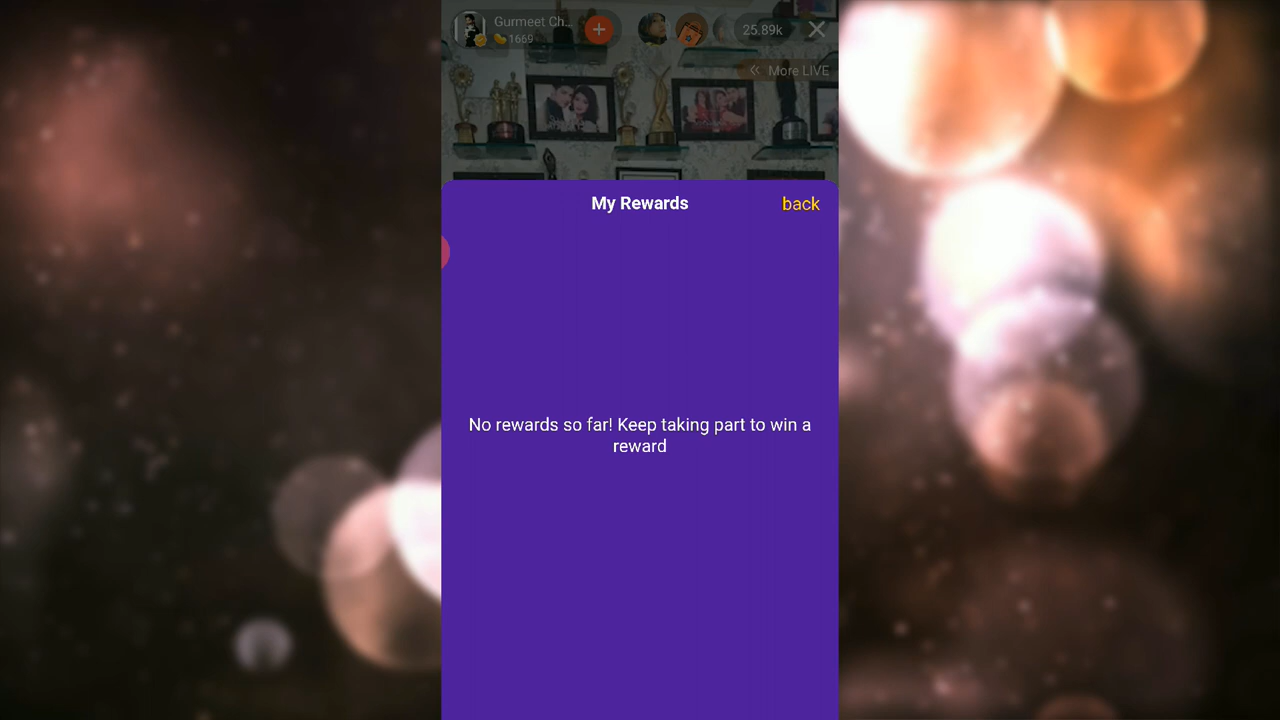 Gurmeet Ch...
1669
25.89k
More LIVE
My Rewards
back
No rewards so far! Keep taking part to win a
reward